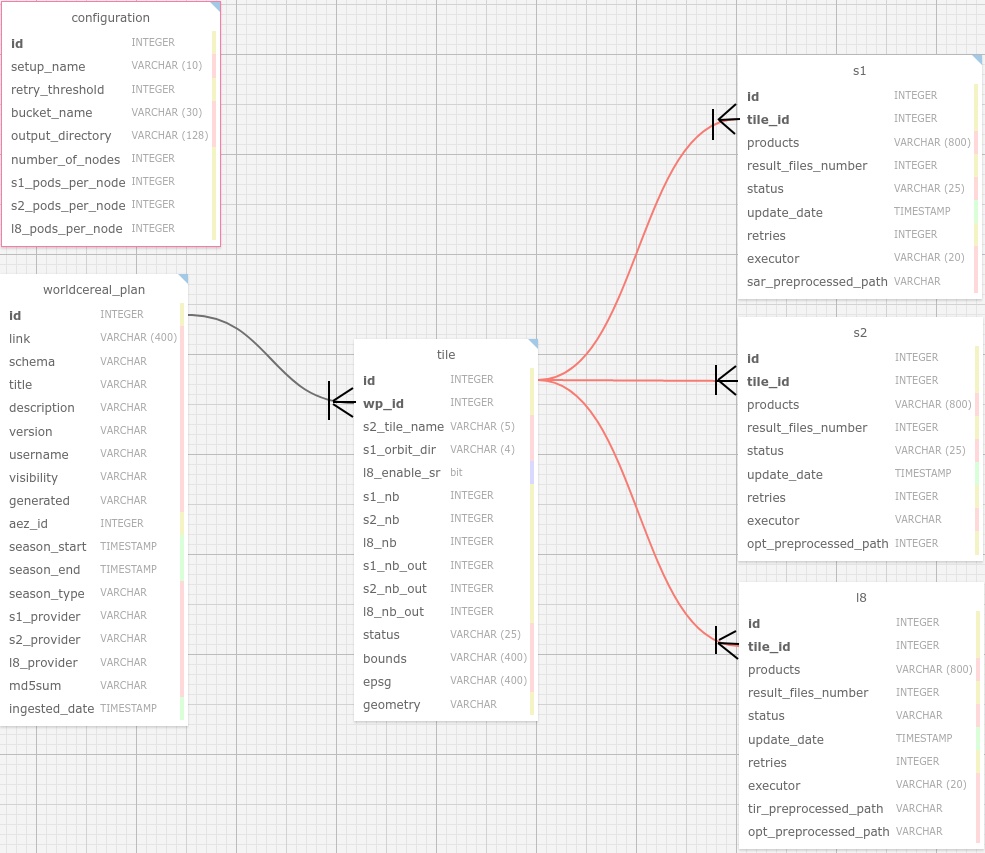 configuration
id INTEGER
setup_name VARCHAR (10)
retry_threshold INTEGER
bucket_name VARCHAR (30)
output_directory VARCHAR (128)
number_of_nodes INTEGER
s1_pods_per_node INTEGER
s2_pods_per_node INTEGER
l8_pods_per_node INTEGER
worldcereal_plan
id INTEGER
link VARCHAR (400)
schema VARCHAR
title VARCHAR
description VARCHAR
version VARCHAR
username VARCHAR
visibility VARCHAR
generated VARCHAR
aez_id INTEGER
season_start TIMESTAMP
season_end TIMESTAMP
season_type VARCHAR
s1_provider VARCHAR
s2_provider VARCHAR
l8_provider VARCHAR
md5sum VARCHAR
ingested_date TIMESTAMP
tile
id INTEGER
wp_id INTEGER
s2_tile_name VARCHAR (5)
s1_orbit_dir VARCHAR (4)
l8_enable_sr bit
s1_nb INTEGER
s2_nb INTEGER
l8_nb INTEGER
s1_nb_out INTEGER
s2_nb_out INTEGER
l8_nb_out INTEGER
status VARCHAR (25)
bounds VARCHAR (400)
epsg VARCHAR (400)
geometry VARCHAR
s1
id INTEGER
tile_id INTEGER
products VARCHAR (800)
result_files_number INTEGER
status VARCHAR (25)
update_date TIMESTAMP
retries INTEGER
executor VARCHAR (20)
sar_preprocessed_path VARCHAR
s2
id INTEGER
tile_id INTEGER
products VARCHAR (800)
result_files_number INTEGER
status VARCHAR (25)
update_date TIMESTAMP
retries INTEGER
executor VARCHAR
opt_preprocessed_path INTEGER
l8
id INTEGER
tile_id INTEGER
products VARCHAR (800)
result_files_number INTEGER
status VARCHAR
update_date TIMESTAMP
retries INTEGER
executor VARCHAR (20)
tir_preprocessed_path VARCHAR
opt_preprocessed_path VARCHAR